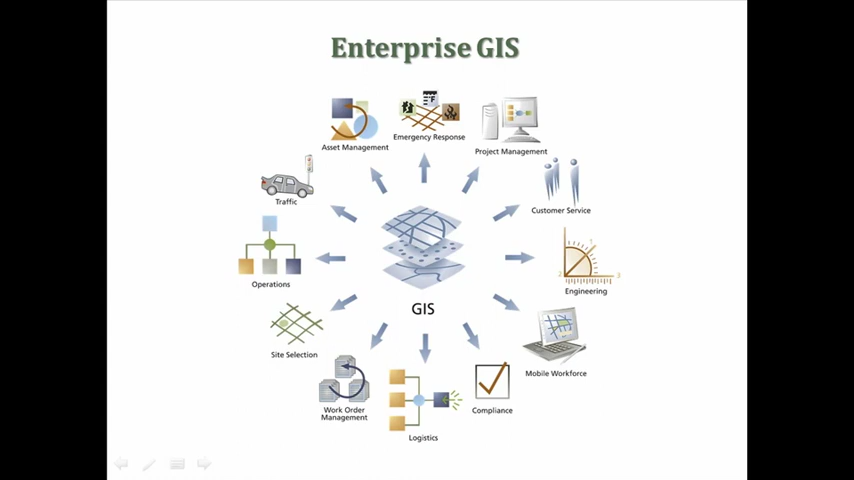 Enterprise GIS
Asset Management
Emergency Response
Project Management
Traffic
Customer Service
Operations
Engineering
GIS
Site Selection
Mobile Workforce
Work Order
Management
Compliance
Logistics